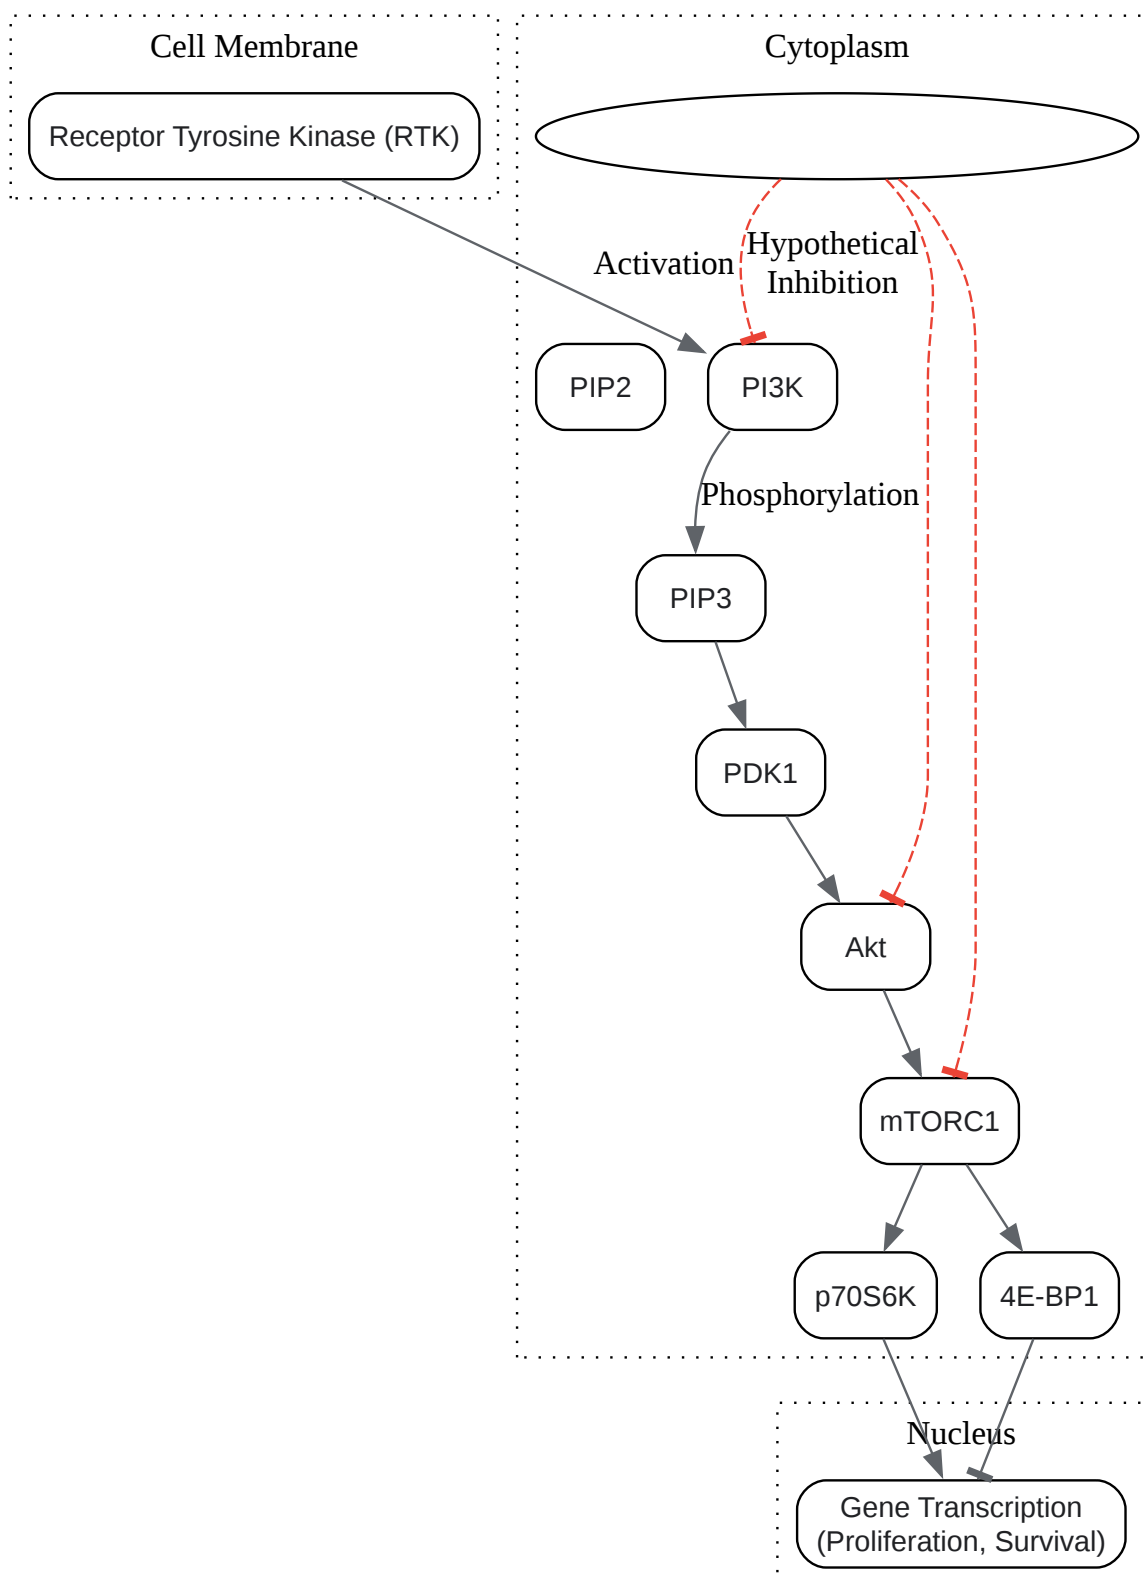 Cell Membrane
Cytoplasm
Receptor Tyrosine Kinase (RTK)
Activation
Hypothetical
Inhibition
PIP2
PI3K
Phosphorylation
PIP3
PDK1
Akt
mTORC1
p70S6K
4E-BP1
Nucleus
Gene Transcription
(Proliferation, Survival)